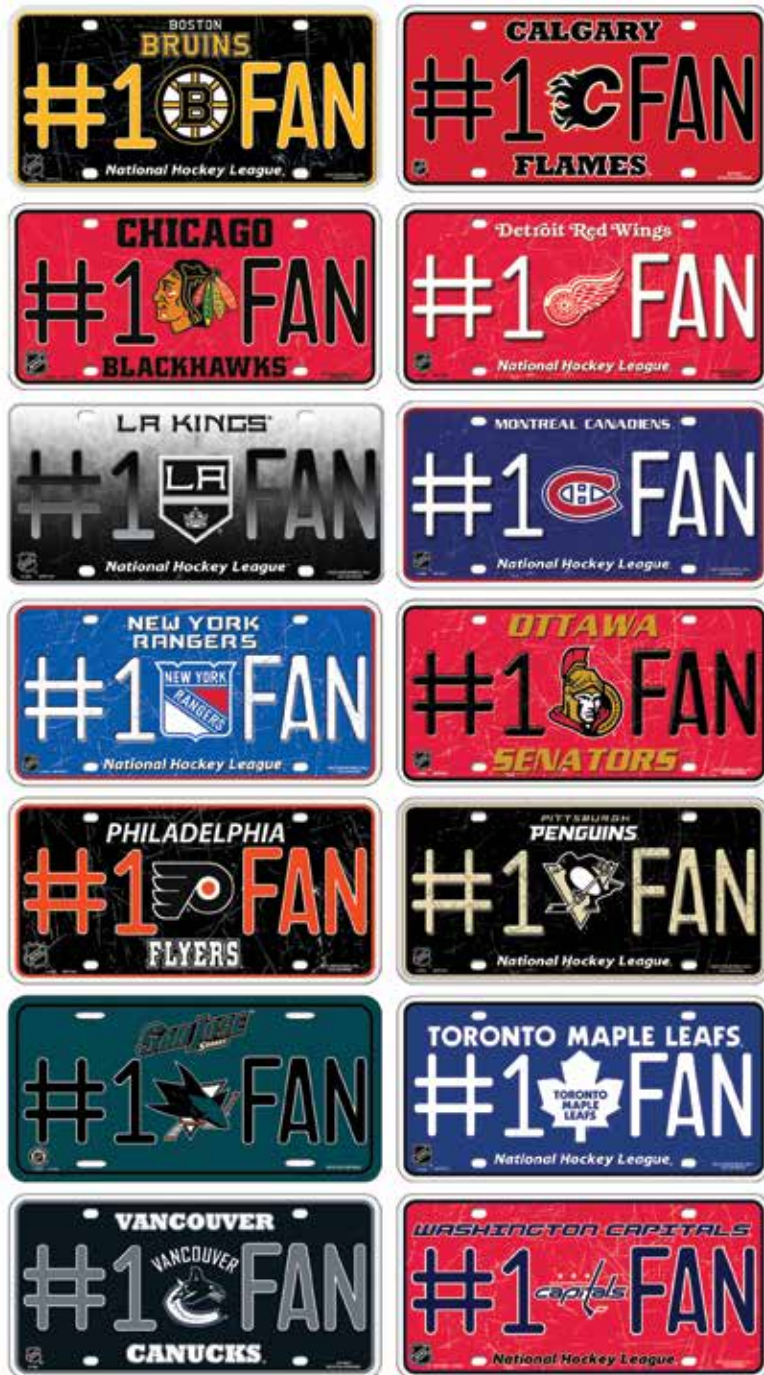 BOSTON
BRUINS
#1 B FAN
National Hockey League
CALGARY
#1 C FAN
FLAMES
CHICAGO
#1 FAN
BLACKHAWKS
Detroit Red Wings
#1 FAN
National Hockey League
LA KINGS
#1 LA FAN
National Hockey League
MONTREAL CANADIENS
#1 CH FAN
NEW YORK
RANGERS
#1 NEW YORK RANGERS FAN
National Hockey League
OTTAWA
#1 FAN
SENATORS
PHILADELPHIA
#1 FAN
FLYERS
PITTSBURGH
PENGUINS
#1 FAN
National Hockey League
San Jose
SHARKS
#1 FAN
TORONTO MAPLE LEAFS
#1 TORONTO MAPLE LEAFS FAN
National Hockey League
VANCOUVER
#1 VANCOUVER FAN
CANUCKS
WASHINGTON CAPITALS
#1 capitals FAN
National Hockey League